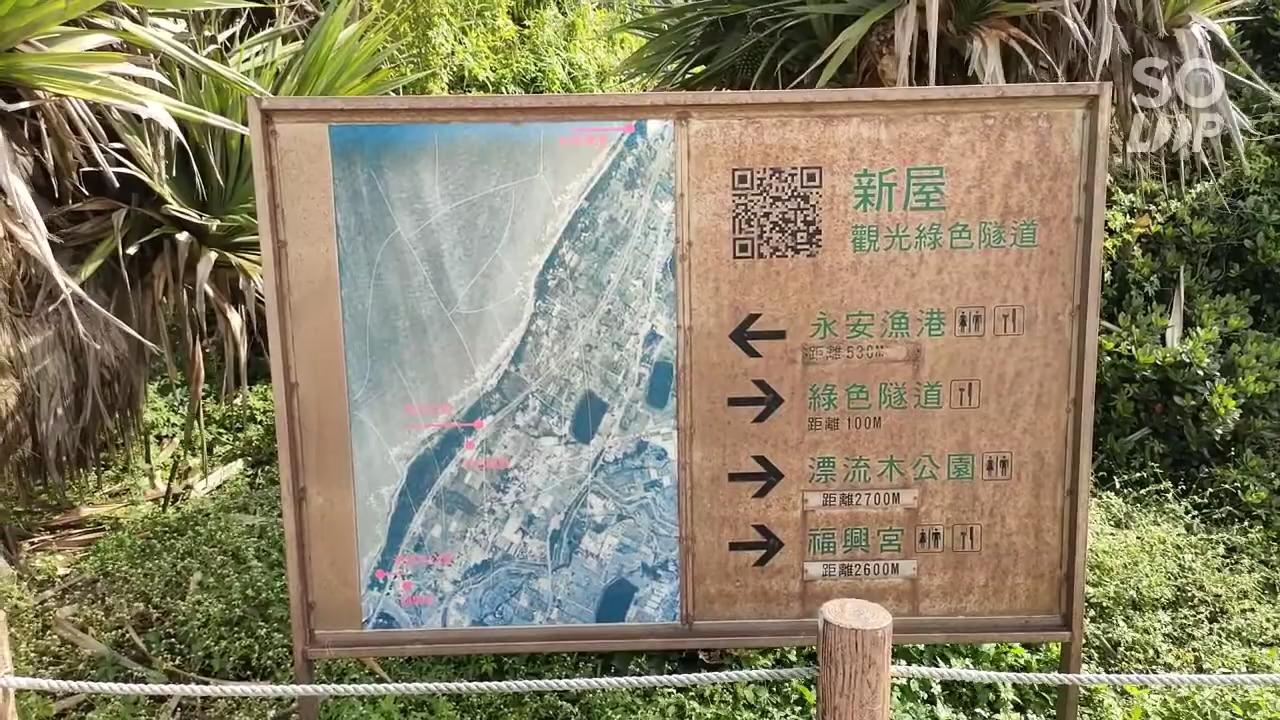 SO
LOOP
新屋
觀光綠色隧道
永安漁港
距離530M
綠色隧道
距離100M
漂流木公園
距離2700M
福興宮
距離2600M